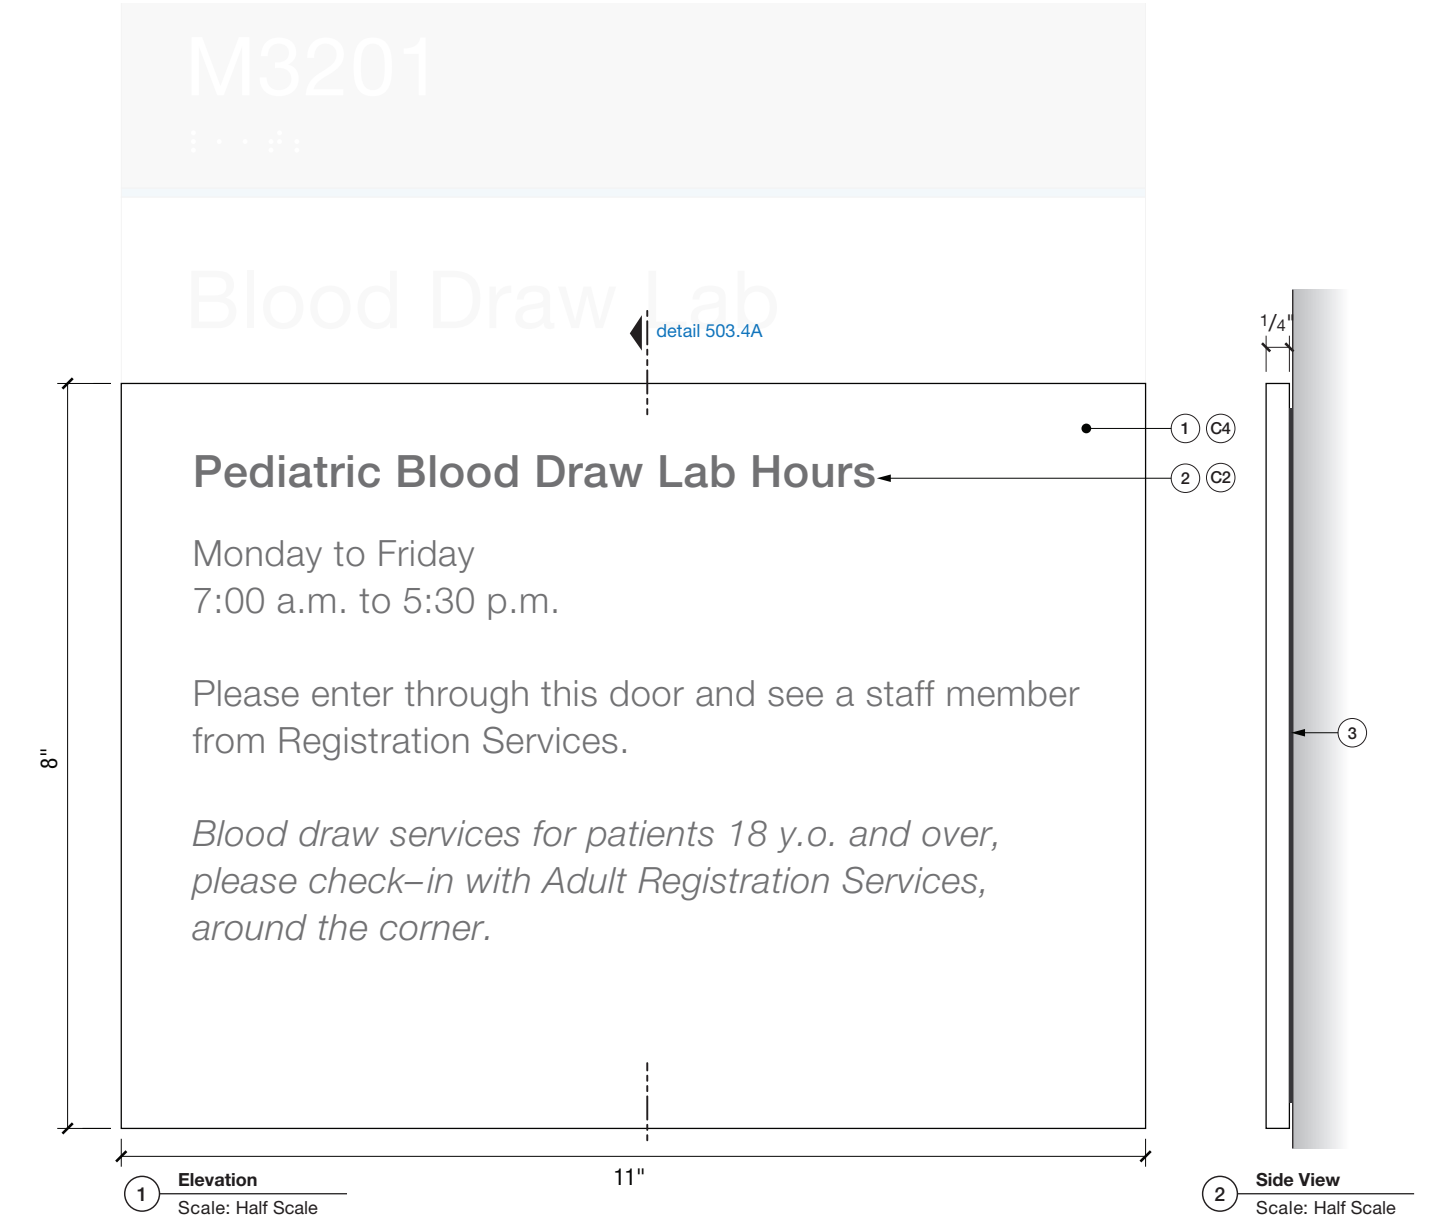 M3201
Blood Draw Lab
detail 503.4A
1/4"
Pediatric Blood Draw Lab Hours
1 C4
2 C2
Monday to Friday
7:00 a.m. to 5:30 p.m.
Please enter through this door and see a staff member
from Registration Services.
3
8"
Blood draw services for patients 18 y.o. and over,
please check–in with Adult Registration Services,
around the corner.
11"
1 Elevation
Scale: Half Scale
2 Side View
Scale: Half Scale